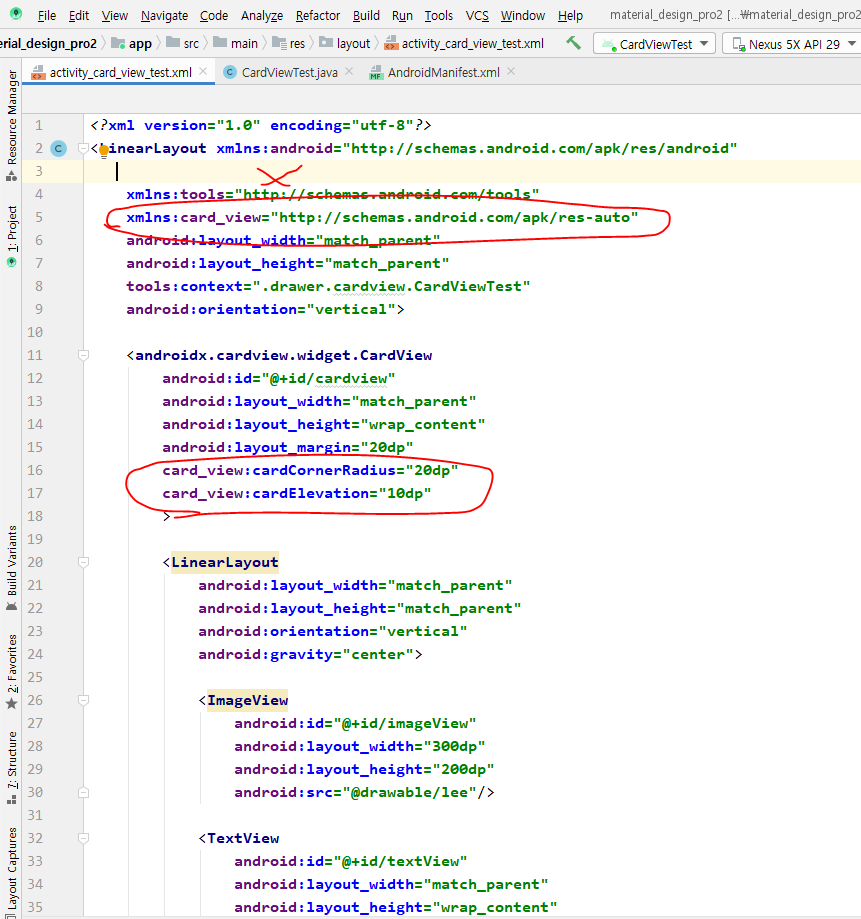 File Edit View Navigate Code Analyze Refactor Build Run Tools VCS Window Help material_design_pro2 [...₩material_design_pro2
erial_design_pro2 app src main res layout activity_card_view_test.xml CardViewTest Nexus 5X API 29
activity_card_view_test.xml CardViewTest.java AndroidManifest.xml
Resource Manager
1: Project
Build Variants
2: Favorites
7: Structure
Layout Captures
1 <?xml version="1.0" encoding="utf-8"?>
2 <LinearLayout xmlns:android="http://schemas.android.com/apk/res/android"
3
4 xmlns:tools="http://schemas.android.com/tools"
5 xmlns:card_view="http://schemas.android.com/apk/res-auto"
6 android:layout_width="match_parent"
7 android:layout_height="match_parent"
8 tools:context=".drawer.cardview.CardViewTest"
9 android:orientation="vertical">
10
11 <androidx.cardview.widget.CardView
12 android:id="@+id/cardview"
13 android:layout_width="match_parent"
14 android:layout_height="wrap_content"
15 android:layout_margin="20dp"
16 card_view:cardCornerRadius="20dp"
17 card_view:cardElevation="10dp"
18 >
19
20 <LinearLayout
21 android:layout_width="match_parent"
22 android:layout_height="match_parent"
23 android:orientation="vertical"
24 android:gravity="center">
25
26 <ImageView
27 android:id="@+id/imageView"
28 android:layout_width="300dp"
29 android:layout_height="200dp"
30 android:src="@drawable/lee"/>
31
32 <TextView
33 android:id="@+id/textView"
34 android:layout_width="match_parent"
35 android:layout_height="wrap_content"